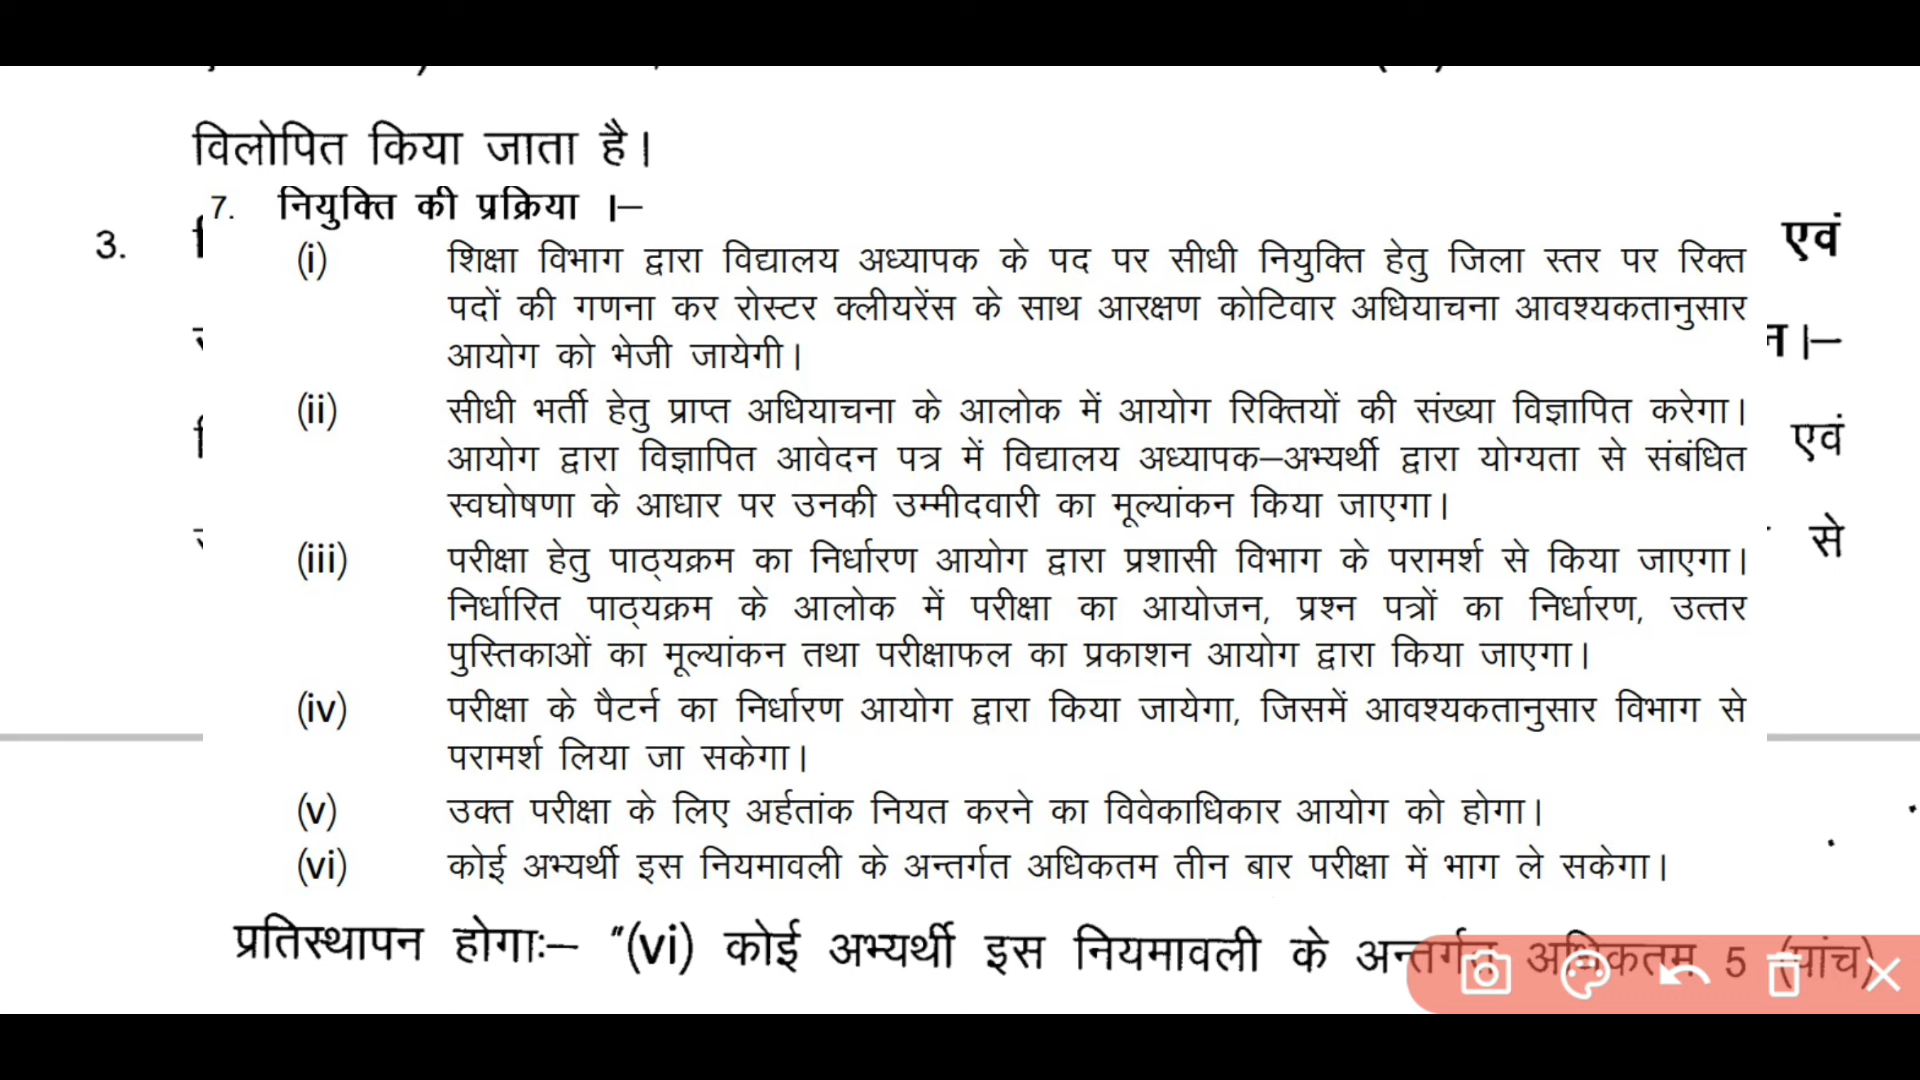 विलोपित किया जाता है।
7. नियुक्ति की प्रक्रिया ।–
3.
एवं
(i) शिक्षा विभाग द्वारा विद्यालय अध्यापक के पद पर सीधी नियुक्ति हेतु जिला स्तर पर रिक्त
पदों की गणना कर रोस्टर क्लीयरेंस के साथ आरक्षण कोटिवार अधियाचना आवश्यकतानुसार
आयोग को भेजी जायेगी।
(ii) सीधी भर्ती हेतु प्राप्त अधियाचना के आलोक में आयोग रिक्तियों की संख्या विज्ञापित करेगा।
एवं
आयोग द्वारा विज्ञापित आवेदन पत्र में विद्यालय अध्यापक–अभ्यर्थी द्वारा योग्यता से संबंधित
स्वघोषणा के आधार पर उनकी उम्मीदवारी का मूल्यांकन किया जाएगा।
से
(iii) परीक्षा हेतु पाठ्यक्रम का निर्धारण आयोग द्वारा प्रशासी विभाग के परामर्श से किया जाएगा।
निर्धारित पाठ्यक्रम के आलोक में परीक्षा का आयोजन, प्रश्न पत्रों का निर्धारण, उत्तर
पुस्तिकाओं का मूल्यांकन तथा परीक्षाफल का प्रकाशन आयोग द्वारा किया जाएगा।
(iv) परीक्षा के पैटर्न का निर्धारण आयोग द्वारा किया जायेगा, जिसमें आवश्यकतानुसार विभाग से
परामर्श लिया जा सकेगा।
(v) उक्त परीक्षा के लिए अर्हतांक नियत करने का विवेकाधिकार आयोग को होगा।
(vi) कोई अभ्यर्थी इस नियमावली के अन्तर्गत अधिकतम तीन बार परीक्षा में भाग ले सकेगा।
प्रतिस्थापन होगाः– "(vi) कोई अभ्यर्थी इस नियमावली के अन्तर्गत अधिकतम 5 (पांच)